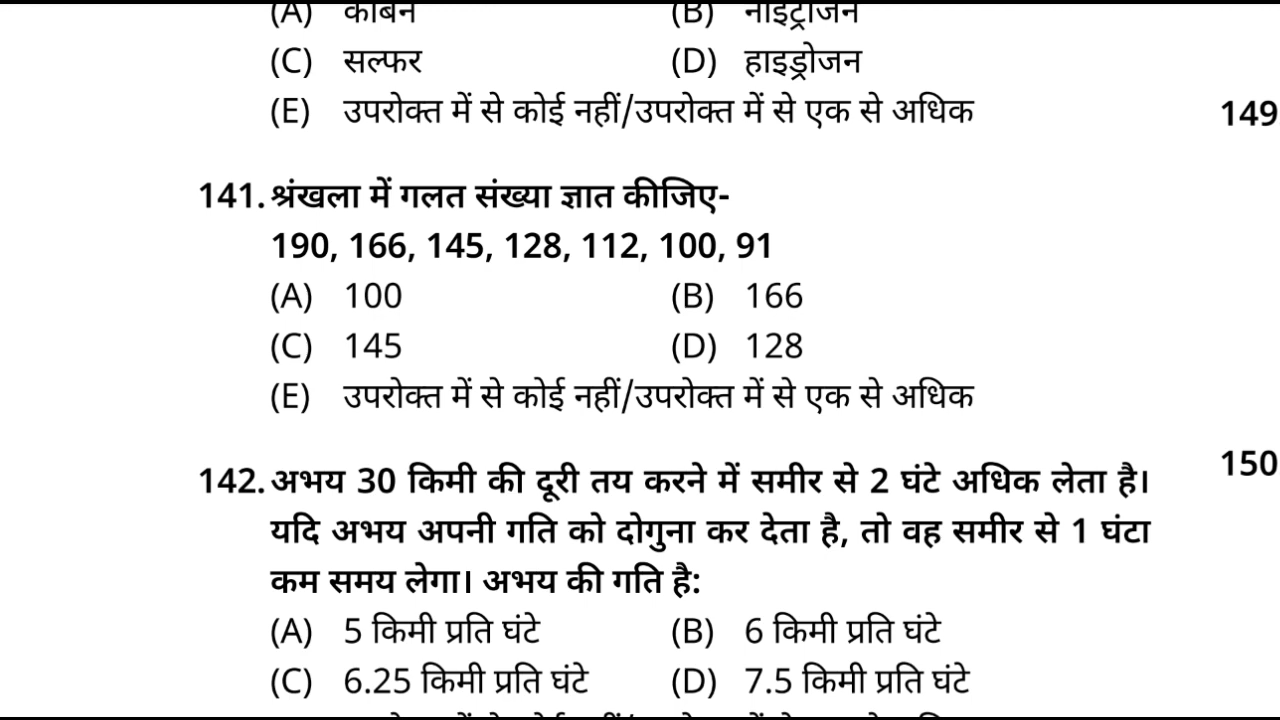 (A) कार्बन (B) नाइट्रोजन
(C) सल्फर (D) हाइड्रोजन
(E) उपरोक्त में से कोई नहीं/उपरोक्त में से एक से अधिक
149
141. श्रंखला में गलत संख्या ज्ञात कीजिए-
190, 166, 145, 128, 112, 100, 91
(A) 100 (B) 166
(C) 145 (D) 128
(E) उपरोक्त में से कोई नहीं/उपरोक्त में से एक से अधिक
150
142. अभय 30 किमी की दूरी तय करने में समीर से 2 घंटे अधिक लेता है।
यदि अभय अपनी गति को दोगुना कर देता है, तो वह समीर से 1 घंटा
कम समय लेगा। अभय की गति है:
(A) 5 किमी प्रति घंटे (B) 6 किमी प्रति घंटे
(C) 6.25 किमी प्रति घंटे (D) 7.5 किमी प्रति घंटे